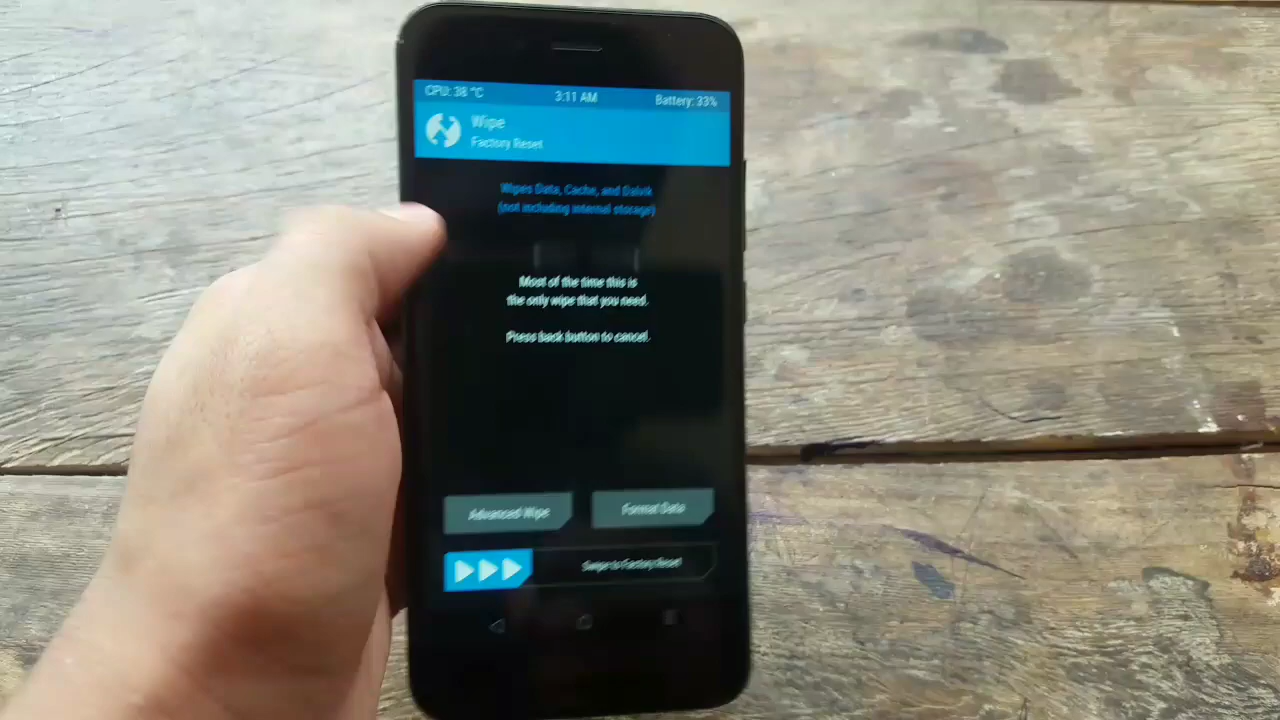 CPU: 38 °C 3:11 AM Battery: 33%
Wipe
Factory Reset
Wipes Data, Cache, and Dalvik
(not including internal storage)
Most of the time this is
the only wipe that you need.
Press back button to cancel.
Advanced Wipe Format Data
Swipe to Factory Reset